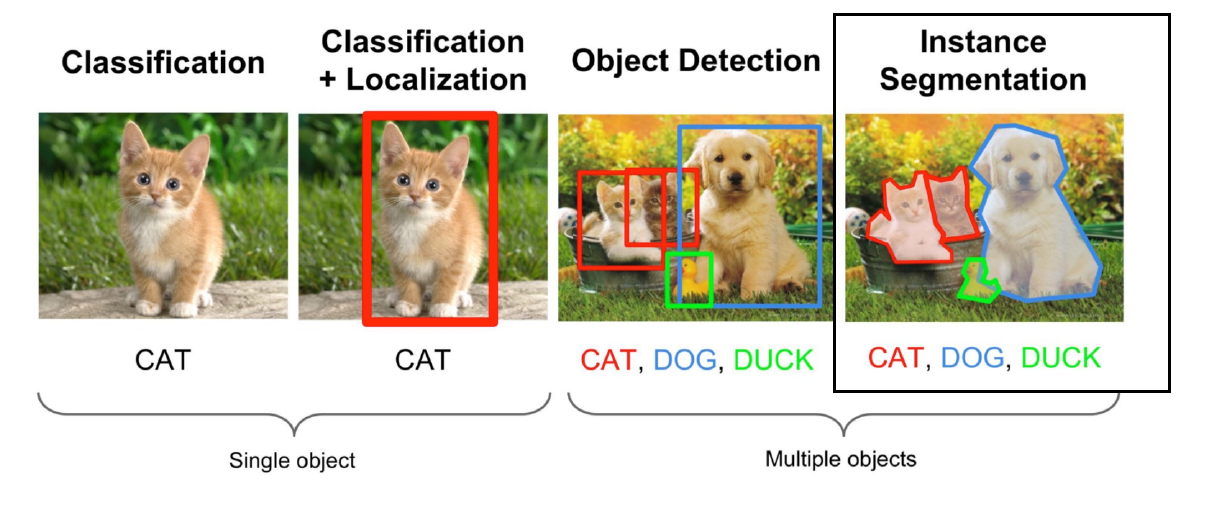 Classification
Classification
+ Localization
Object Detection
Instance
Segmentation
CAT
CAT
CAT, DOG, DUCK
CAT, DOG, DUCK
Single object
Multiple objects